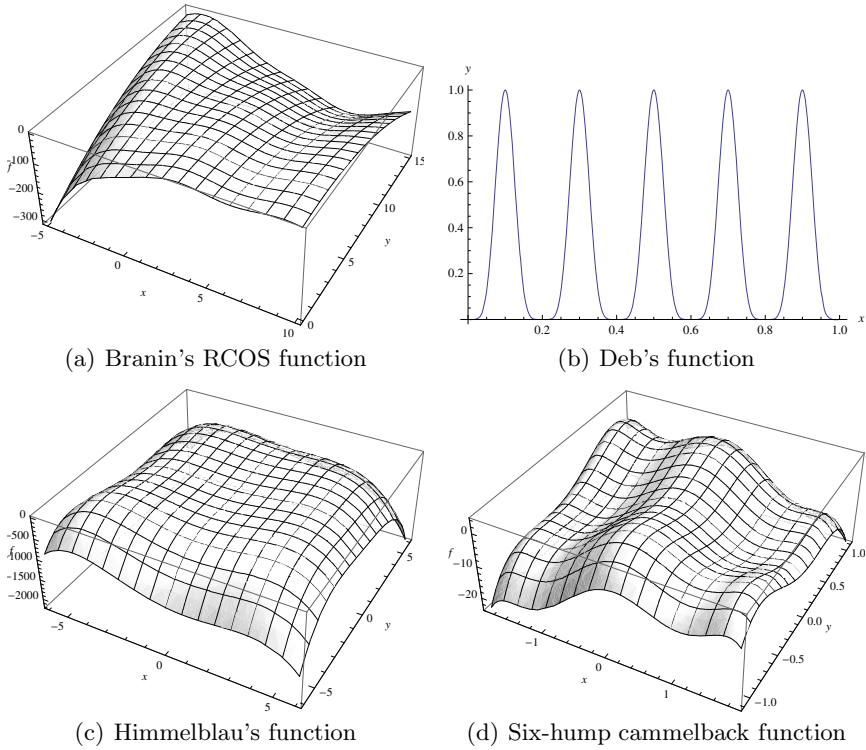 0
-100
f
-200
-300
-5
0
x
5
10
0
5
y
10
15
(a) Branin's RCOS function
y
1.0
0.8
0.6
0.4
0.2
0.2
0.4
0.6
0.8
1.0
x
(b) Deb's function
0
-500
f
-1000
-1500
-2000
-5
0
x
5
-5
0
y
5
(c) Himmelblau's function
0
f
-10
-20
-1
0
x
1
-1.0
-0.5
0.0
y
0.5
1.0
(d) Six-hump cammelback function